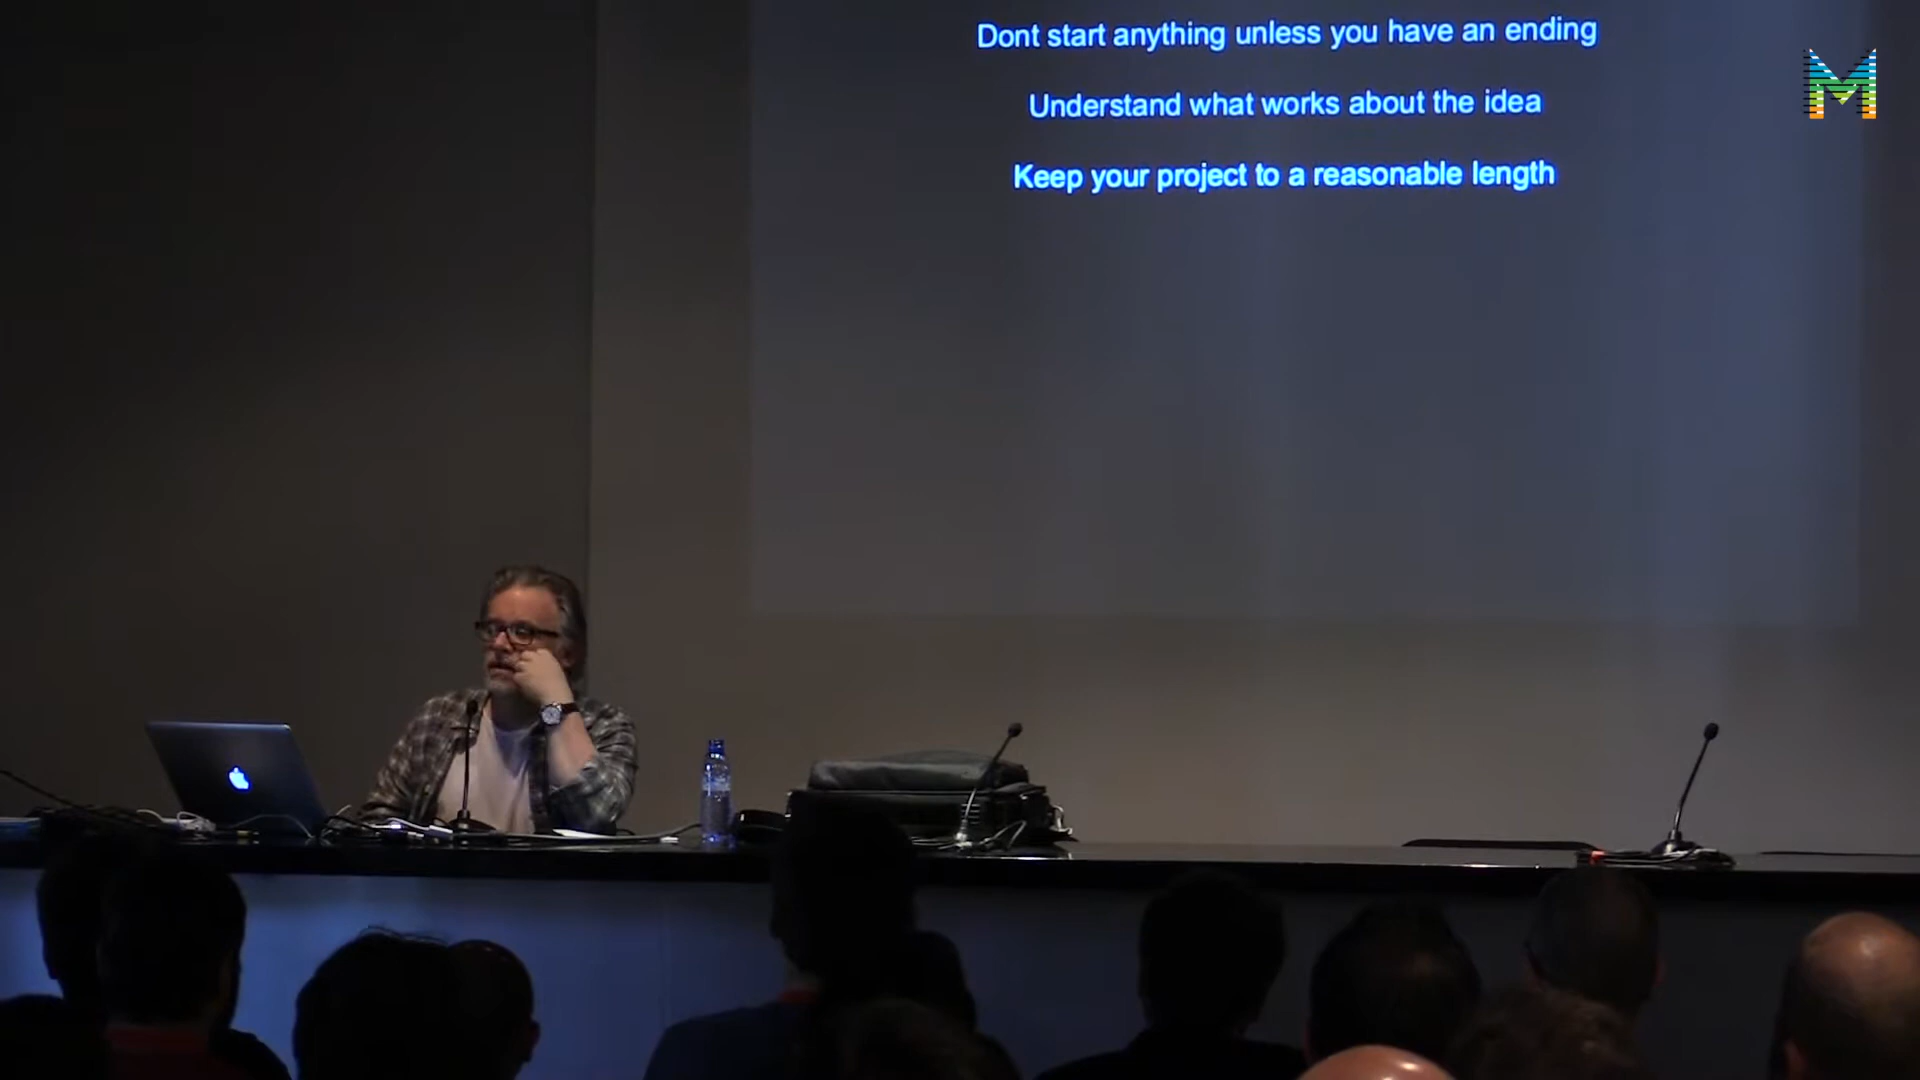 Dont start anything unless you have an ending
Understand what works about the idea
Keep your project to a reasonable length